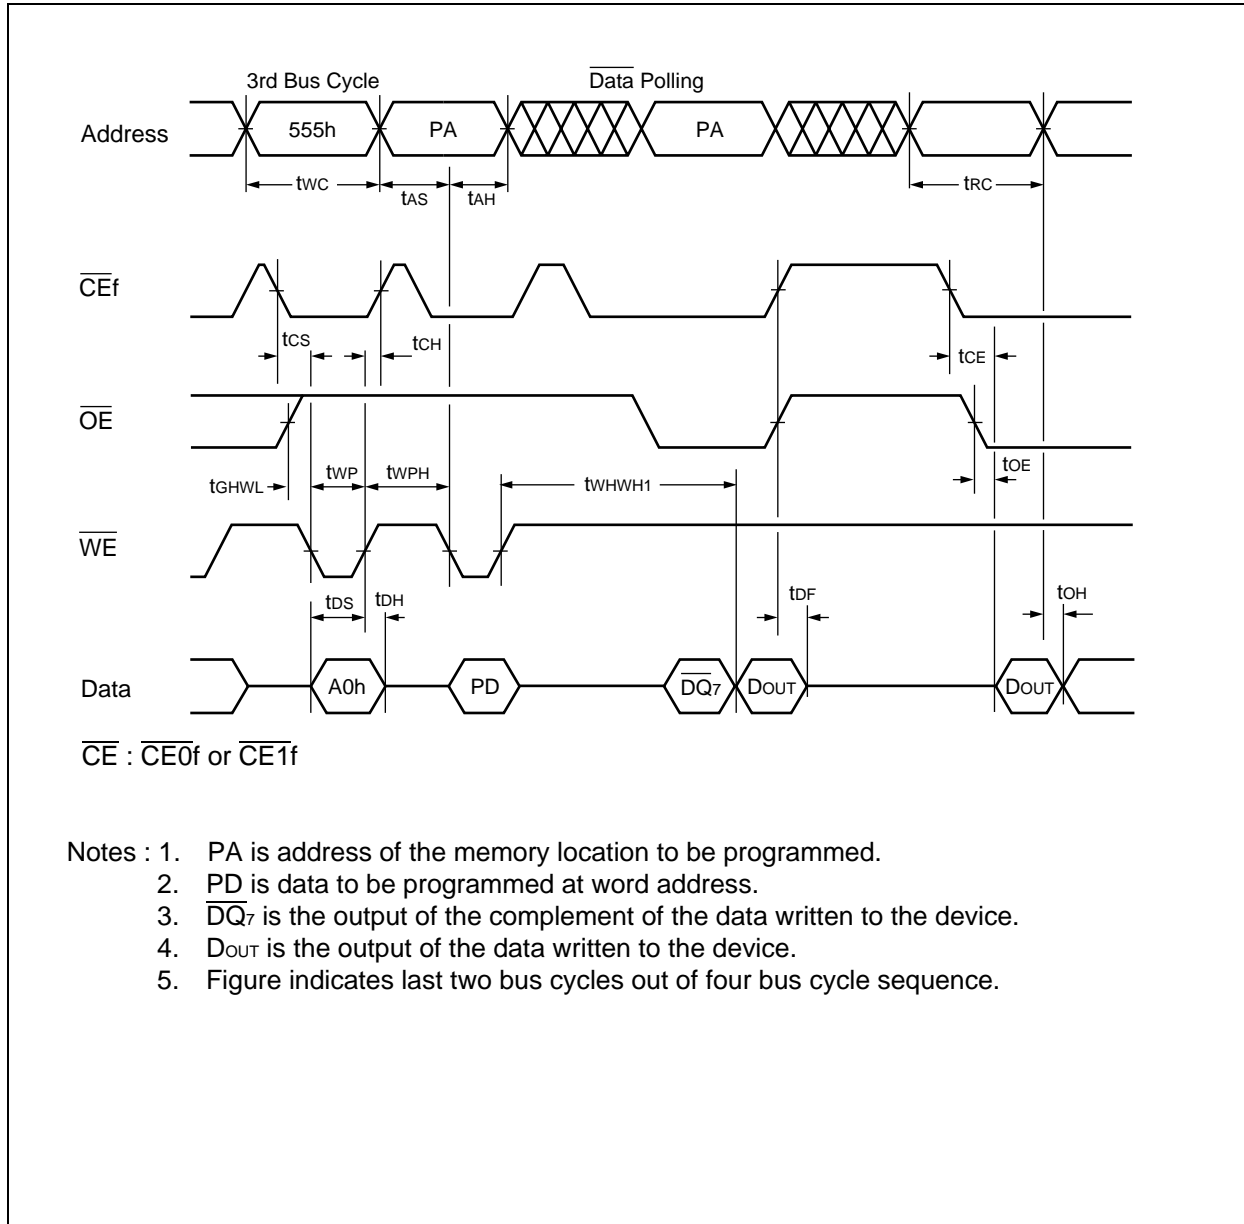 3rd Bus Cycle
Data Polling
Address
555h
PA
PA
tWC
tAS
tAH
tRC
CEf
tCS
tCH
tCE
OE
tGHWL
tWP
tWPH
tWHWH1
tOE
WE
tDS
tDH
tDF
tOH
Data
A0h
PD
DQ7
DOUT
DOUT
CE : CE0f or CE1f
Notes : 1. PA is address of the memory location to be programmed.
2. PD is data to be programmed at word address.
3. DQ7 is the output of the complement of the data written to the device.
4. DOUT is the output of the data written to the device.
5. Figure indicates last two bus cycles out of four bus cycle sequence.